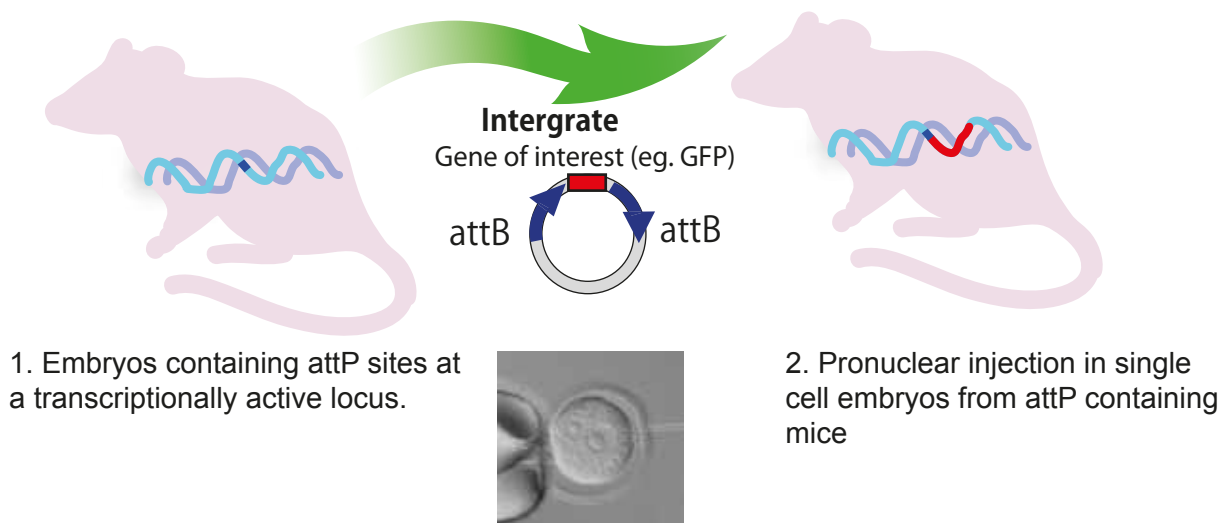 Intergrate
Gene of interest (eg. GFP)
attB
attB
1. Embryos containing attP sites at
a transcriptionally active locus.
2. Pronuclear injection in single
cell embryos from attP containing
mice